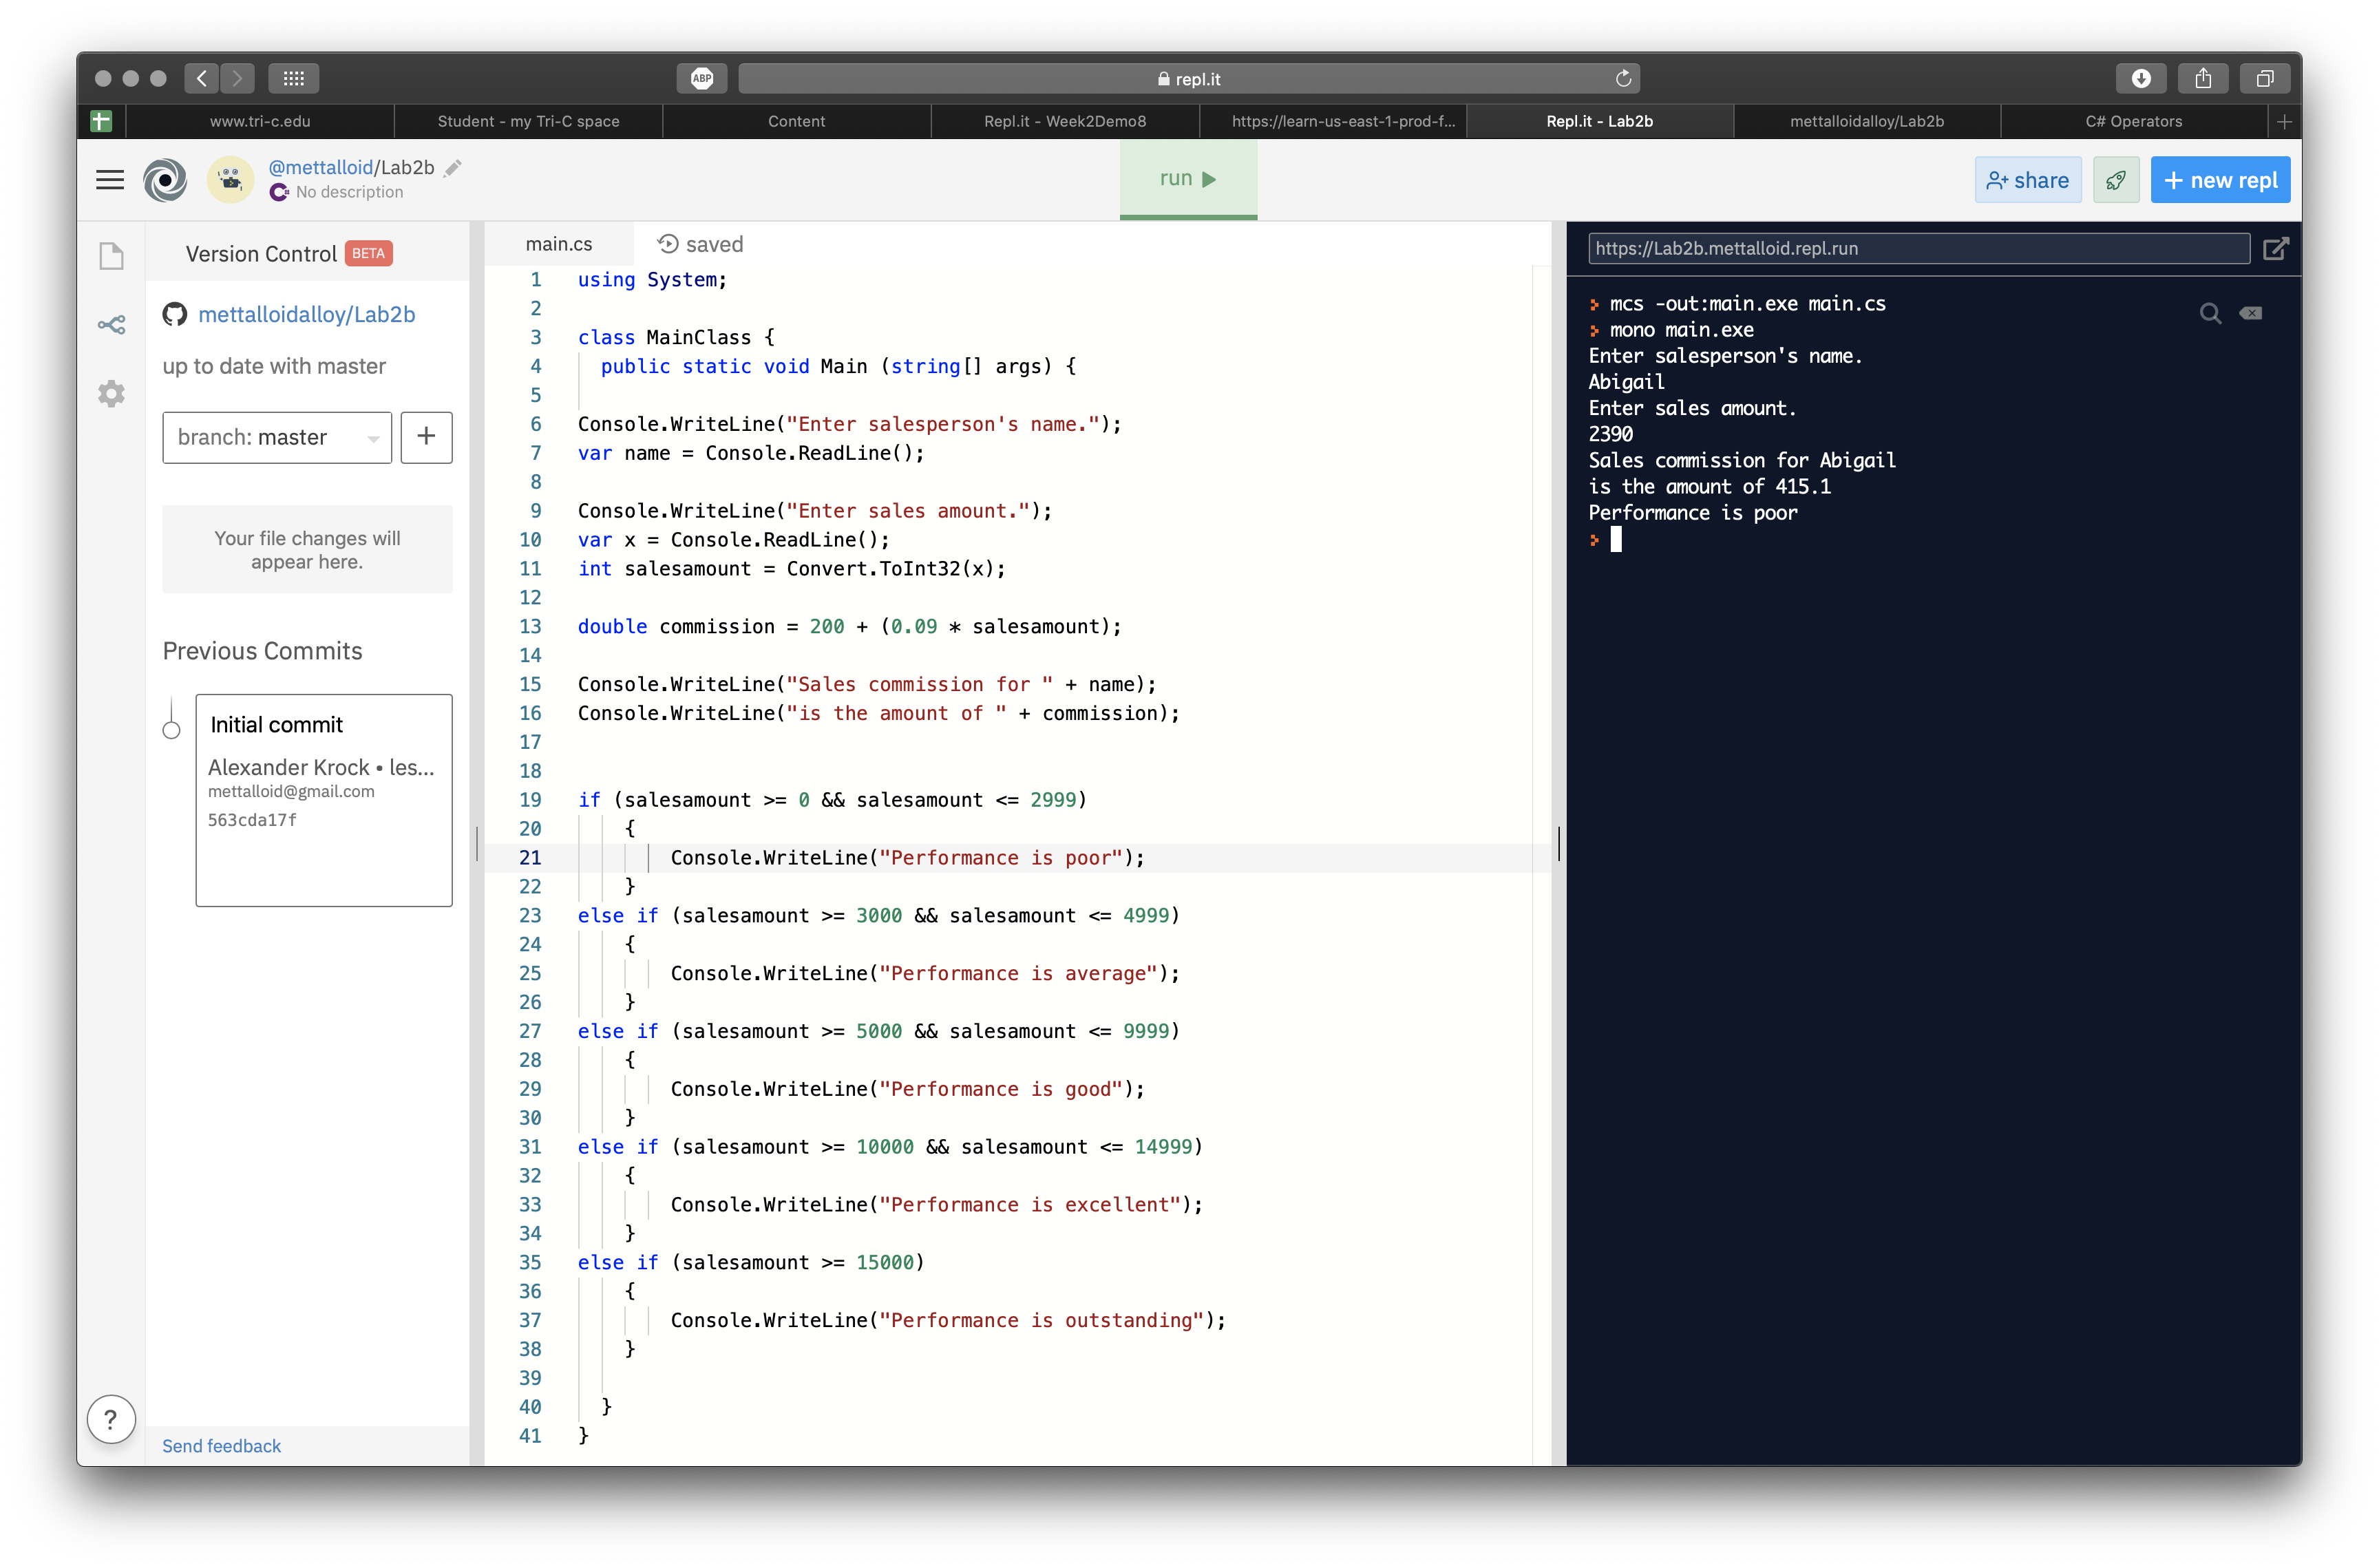 ABP
repl.it
www.tri-c.edu
Student - my Tri-C space
Content
Repl.it - Week2Demo8
https://learn-us-east-1-prod-f...
Repl.it - Lab2b
mettalloidalloy/Lab2b
C# Operators
@mettalloid/Lab2b
No description
run
share
+ new repl
Version Control BETA
mettalloidalloy/Lab2b
up to date with master
branch: master
+
Your file changes will
appear here.
Previous Commits
Initial commit
Alexander Krock • les...
mettalloid@gmail.com
563cda17f
?
Send feedback
main.cs
saved
1 using System;
2
3 class MainClass {
4 public static void Main (string[] args) {
5
6 Console.WriteLine("Enter salesperson's name.");
7 var name = Console.ReadLine();
8
9 Console.WriteLine("Enter sales amount.");
10 var x = Console.ReadLine();
11 int salesamount = Convert.ToInt32(x);
12
13 double commission = 200 + (0.09 * salesamount);
14
15 Console.WriteLine("Sales commission for " + name);
16 Console.WriteLine("is the amount of " + commission);
17
18
19 if (salesamount >= 0 && salesamount <= 2999)
20 {
21 Console.WriteLine("Performance is poor");
22 }
23 else if (salesamount >= 3000 && salesamount <= 4999)
24 {
25 Console.WriteLine("Performance is average");
26 }
27 else if (salesamount >= 5000 && salesamount <= 9999)
28 {
29 Console.WriteLine("Performance is good");
30 }
31 else if (salesamount >= 10000 && salesamount <= 14999)
32 {
33 Console.WriteLine("Performance is excellent");
34 }
35 else if (salesamount >= 15000)
36 {
37 Console.WriteLine("Performance is outstanding");
38 }
39
40 }
41 }
https://Lab2b.mettalloid.repl.run
mcs -out:main.exe main.cs
mono main.exe
Enter salesperson's name.
Abigail
Enter sales amount.
2390
Sales commission for Abigail
is the amount of 415.1
Performance is poor